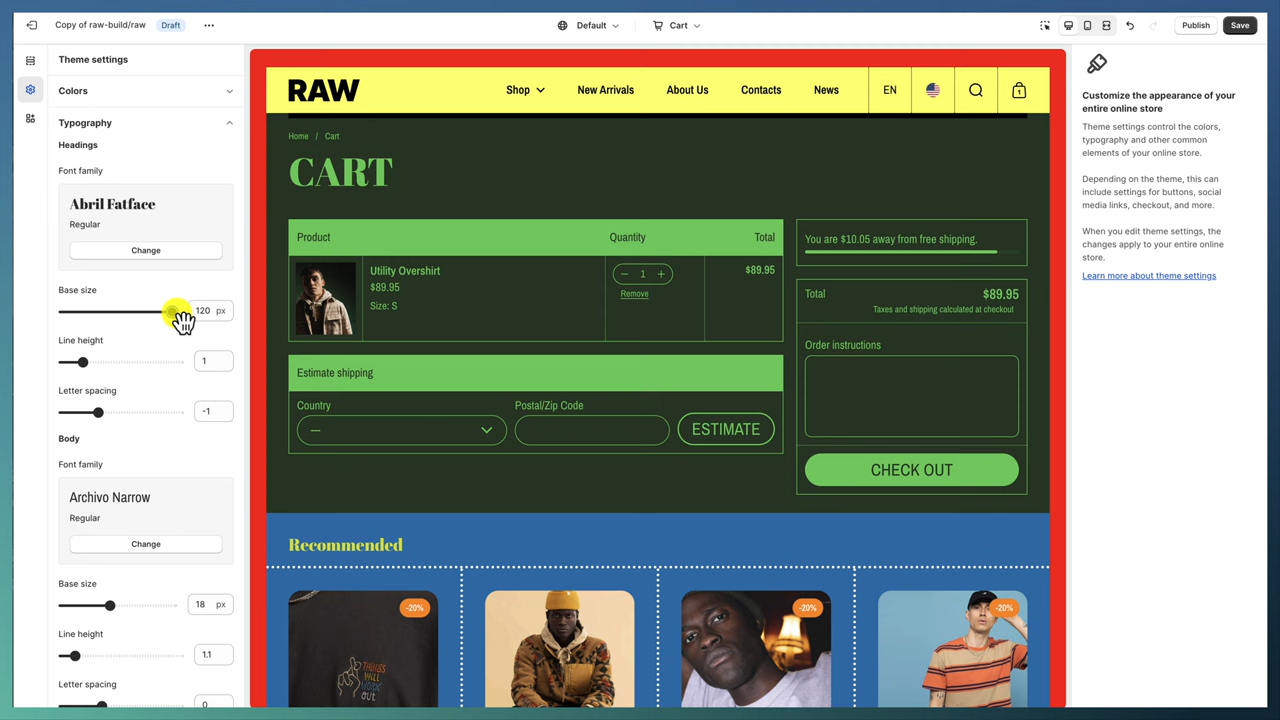 Copy of raw-build/raw
Draft
Default
Cart
Publish
Save
Theme settings
Colors
Typography
Headings
Font family
Abril Fatface
Regular
Change
Base size
120 px
Line height
1
Letter spacing
-1
Body
Font family
Archivo Narrow
Regular
Change
Base size
18 px
Line height
1.1
Letter spacing
0
RAW
Shop
New Arrivals
About Us
Contacts
News
EN
1
Home / Cart
CART
Product
Quantity
Total
Utility Overshirt
$89.95
Size: S
1
Remove
$89.95
Estimate shipping
Country
—
Postal/Zip Code
ESTIMATE
You are $10.05 away from free shipping.
Total
$89.95
Taxes and shipping calculated at checkout
Order instructions
CHECK OUT
Recommended
-20%
THINGS
WILL
WORK
OUT
-20%
-20%
Customize the appearance of your
entire online store
Theme settings control the colors,
typography and other common
elements of your online store.
Depending on the theme, this can
include settings for buttons, social
media links, checkout, and more.
When you edit theme settings, the
changes apply to your entire online
store.
Learn more about theme settings